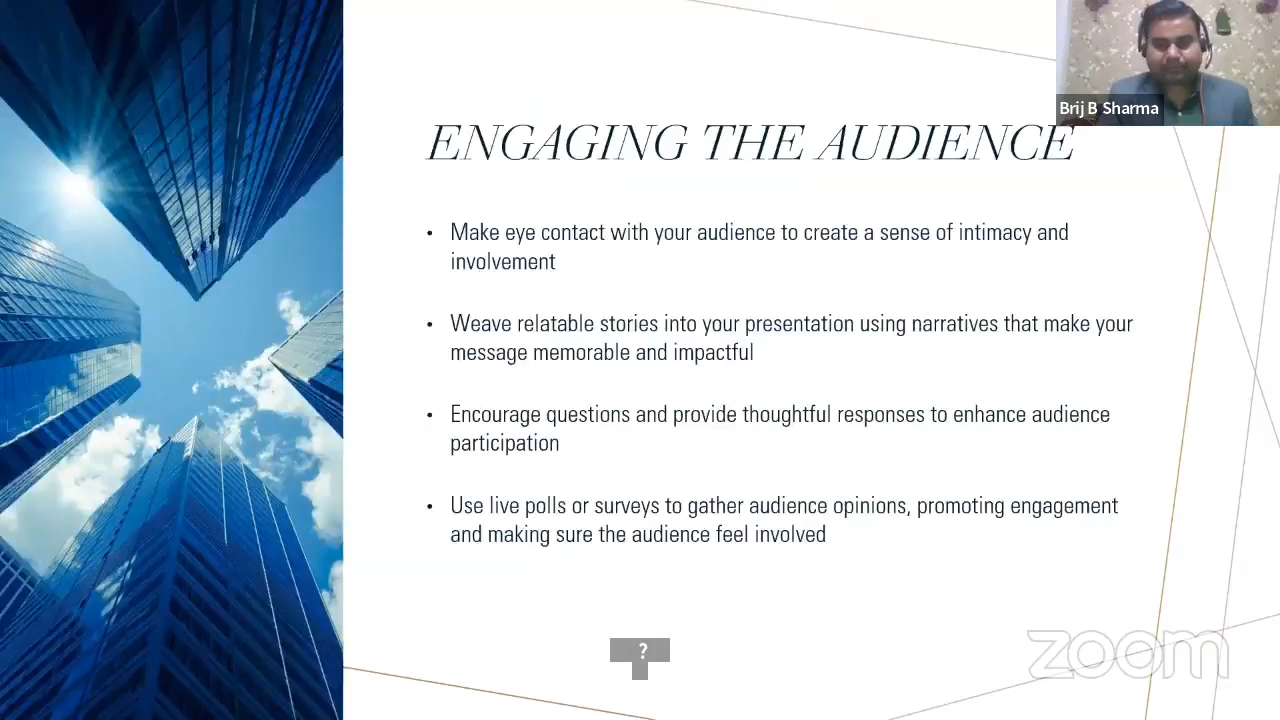 Brij B Sharma
ENGAGING THE AUDIENCE
• Make eye contact with your audience to create a sense of intimacy and
involvement
• Weave relatable stories into your presentation using narratives that make your
message memorable and impactful
• Encourage questions and provide thoughtful responses to enhance audience
participation
• Use live polls or surveys to gather audience opinions, promoting engagement
and making sure the audience feel involved
?
zoom